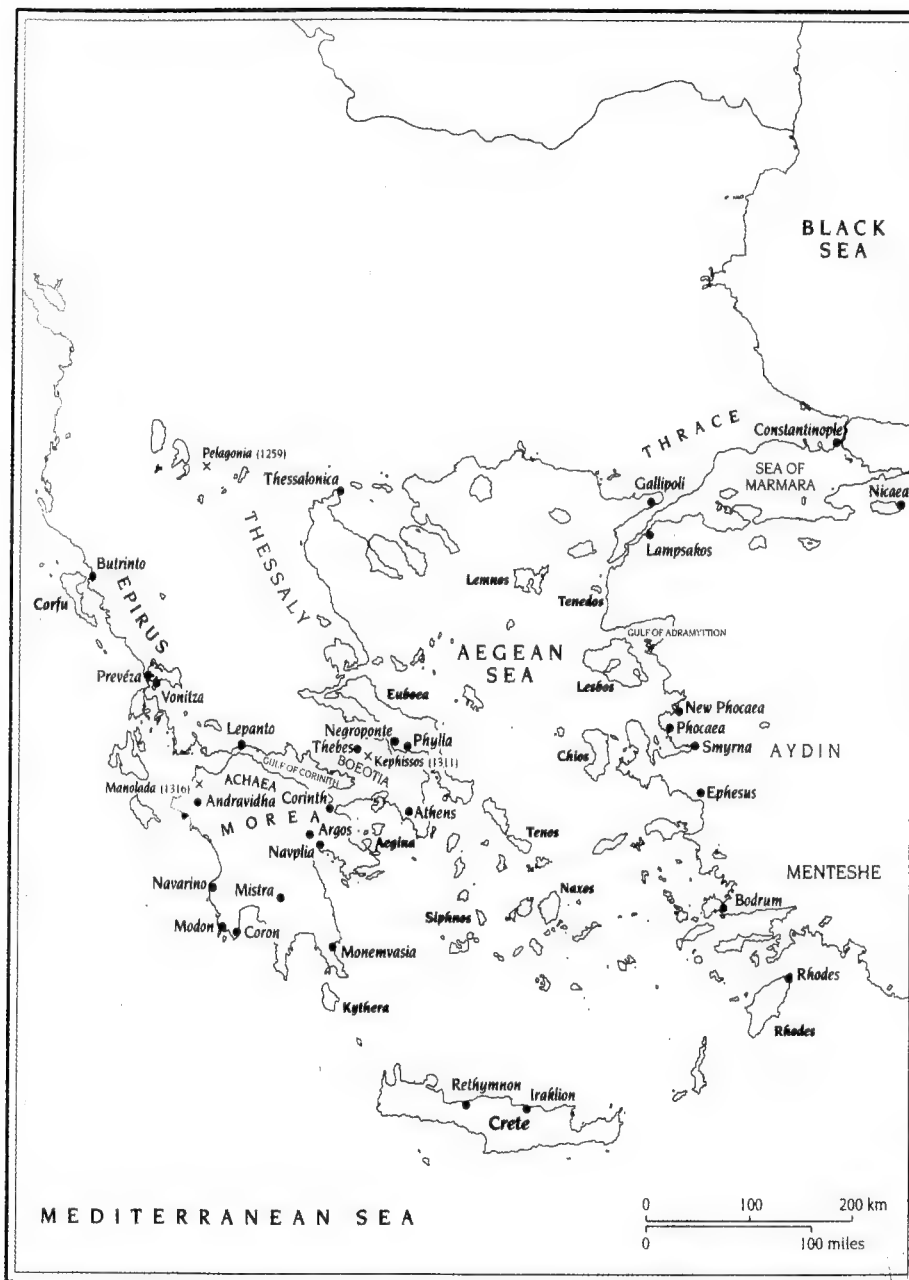 BLACK
SEA
THRACE
Constantinople
Pelagonia (1259)
Thessalonica
SEA OF
MARMARA
Gallipoli
Nicaea
THESSALY
Lampsakos
Butrinto
Lemnos
Corfu
EPIRUS
Tenedos
GULF OF ADRAMYTTION
AEGEAN
SEA
Prevéza
Vonitza
Euboea
Lesbos
New Phocaea
Lepanto
Negroponte
Phylla
Phocaea
Thebes
Smyrna
AYDIN
BOEOTIA
Kephissos (1311)
Chios
GULF OF CORINTH
ACHAEA
Manolada (1316)
Andravidha
Corinth
Ephesus
MOREA
Athens
Argos
Aegina
Tenos
Navplia
MENTESHE
Navarino
Mistra
Naxos
Siphnos
Bodrum
Modon
Coron
Monemvasia
Rhodes
Kythera
Rhodes
Rethymnon
Iraklion
Crete
MEDITERRANEAN SEA
0 100 200 km
0 100 miles